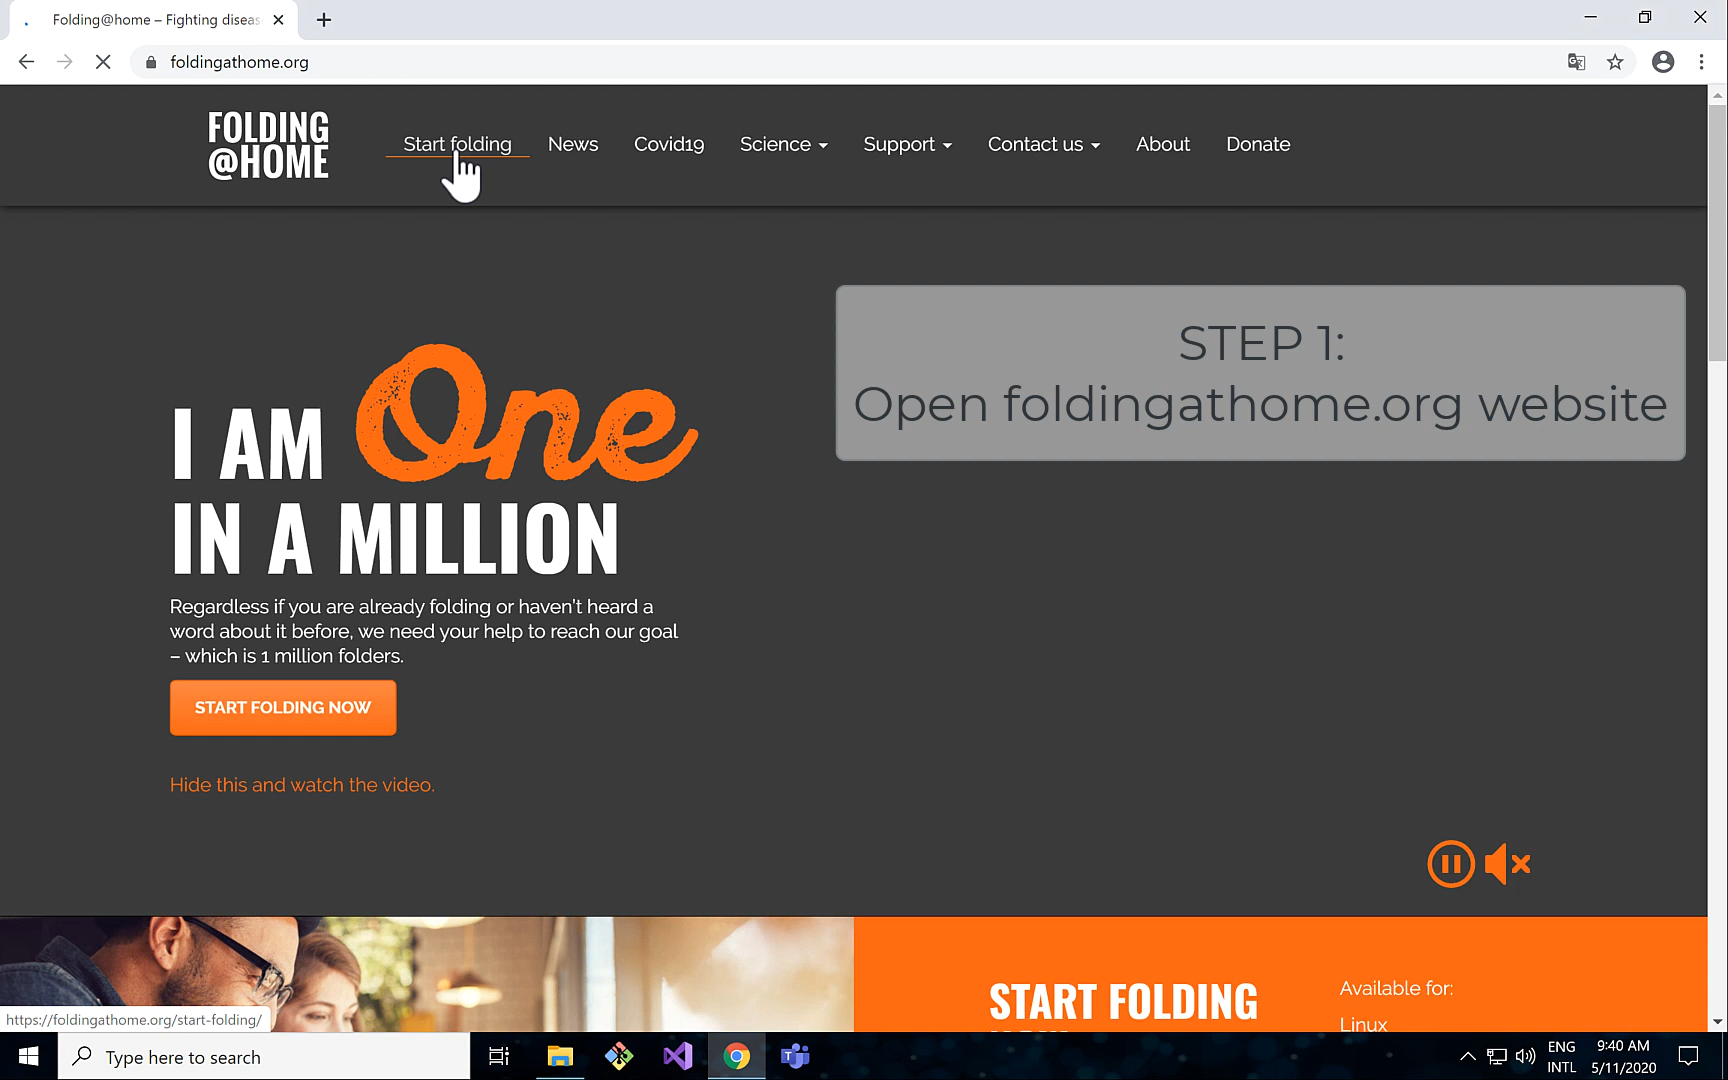 Folding@home – Fighting diseas
foldingathome.org
FOLDING
@HOME
Start folding
News
Covid19
Science
Support
Contact us
About
Donate
STEP 1:
Open foldingathome.org website
I AM One
IN A MILLION
Regardless if you are already folding or haven't heard a
word about it before, we need your help to reach our goal
– which is 1 million folders.
START FOLDING NOW
Hide this and watch the video.
START FOLDING
Available for:
Linux
https://foldingathome.org/start-folding/
Type here to search
ENG
INTL
9:40 AM
5/11/2020